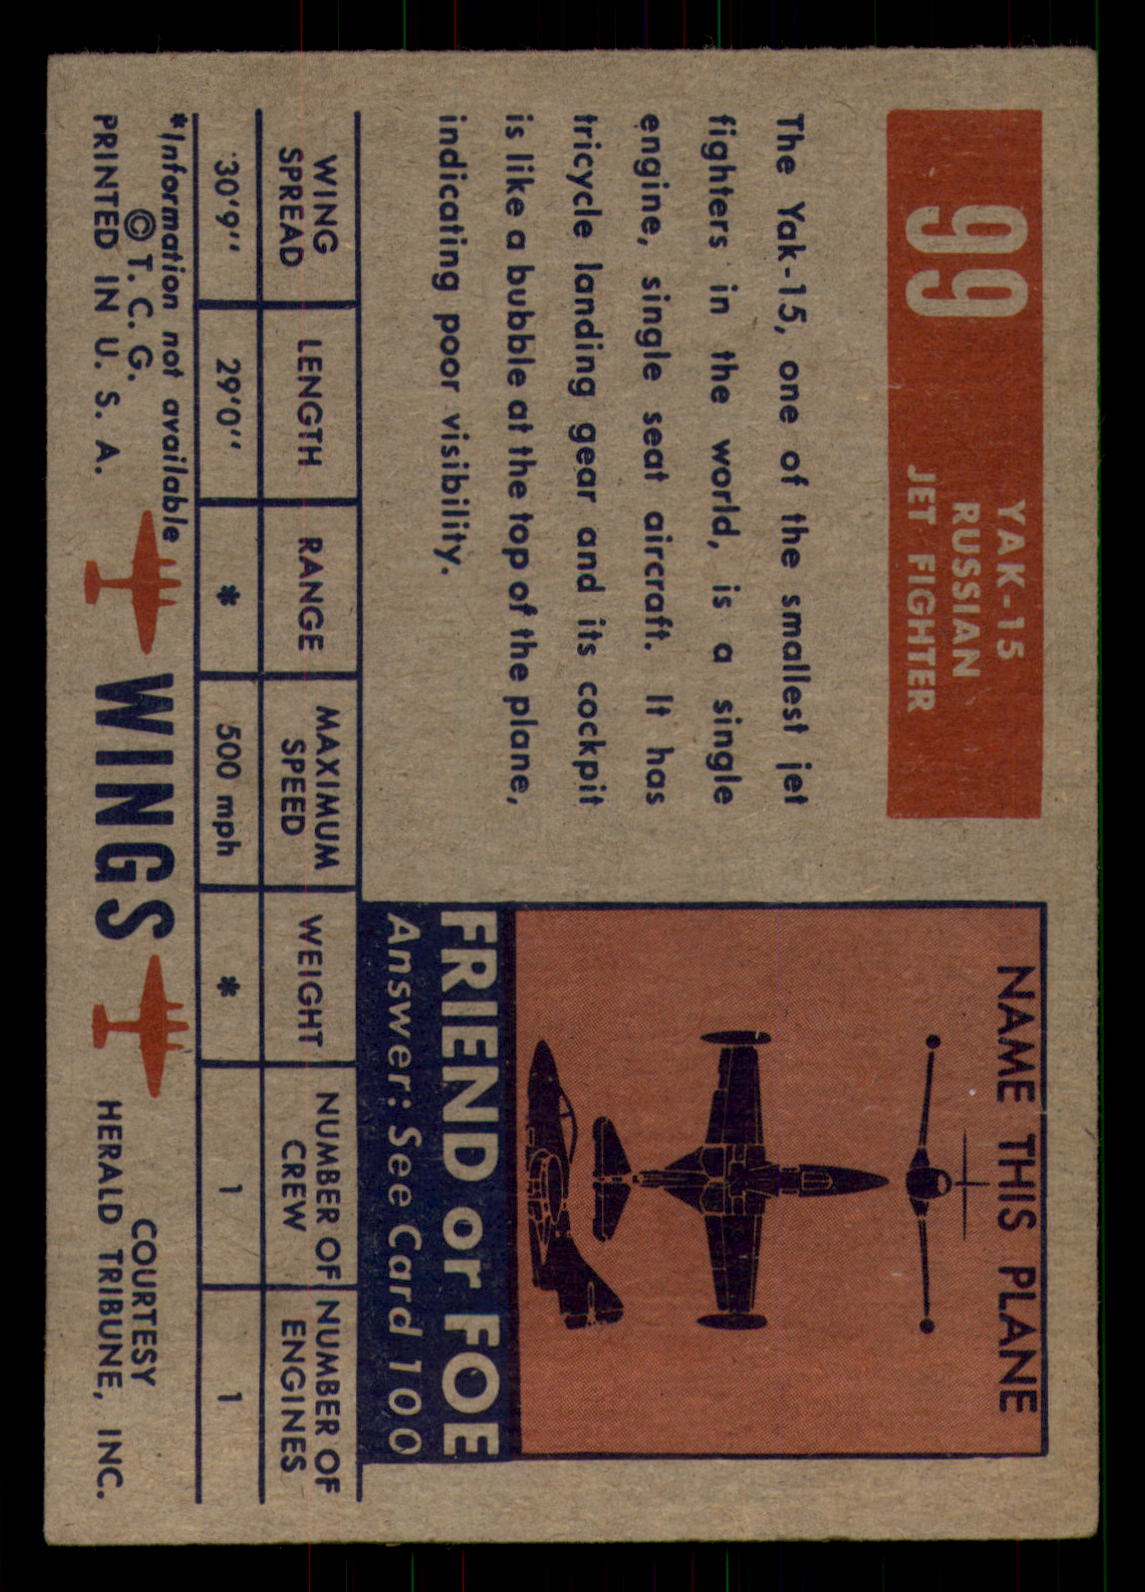 99
YAK-15
RUSSIAN
JET FIGHTER
The Yak-15, one of the smallest jet
fighters in the world, is a single
engine, single seat aircraft. It has
tricycle landing gear and its cockpit
is like a bubble at the top of the plane,
indicating poor visibility.
NAME THIS PLANE
FRIEND or FOE
Answer: See Card 100
WING SPREAD
LENGTH
RANGE
MAXIMUM SPEED
WEIGHT
NUMBER OF CREW
NUMBER OF ENGINES
30'9''
29'0''
*
500 mph
*
1
1
*Information not available
© T. C. G.
PRINTED IN U. S. A.
WINGS
COURTESY
HERALD TRIBUNE, INC.